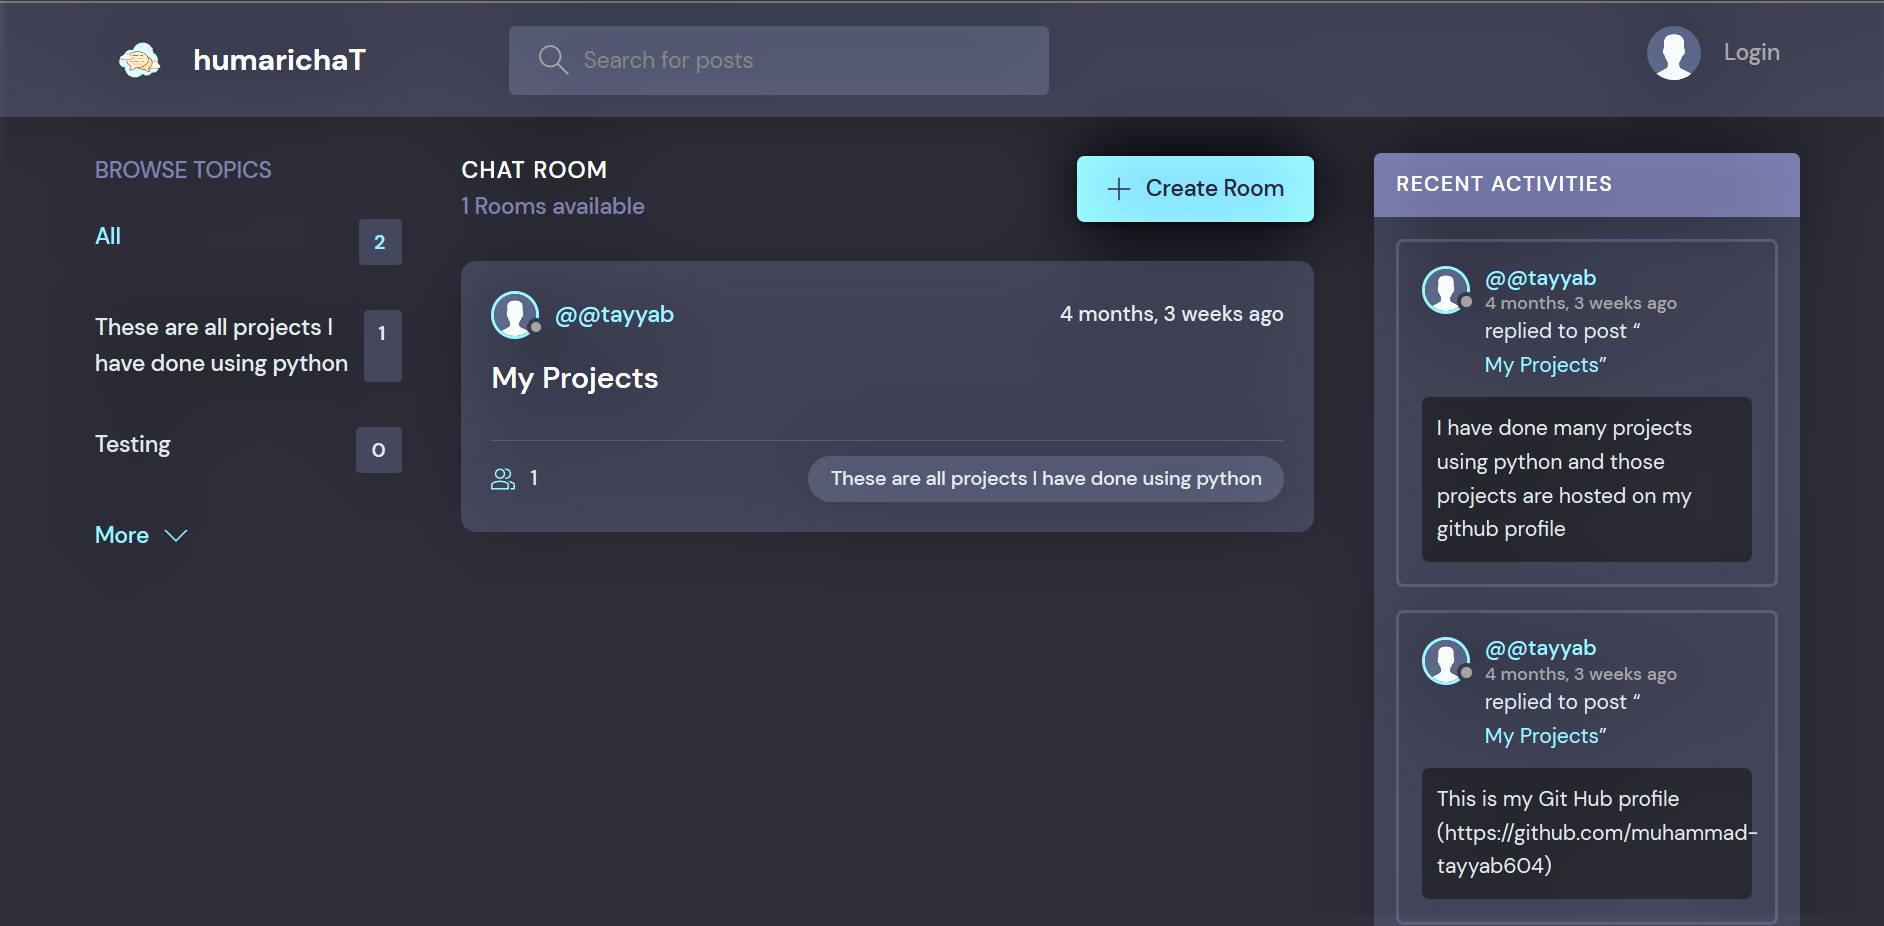 humarichaT
Search for posts
Login
BROWSE TOPICS
All
2
These are all projects I
have done using python
1
Testing
0
More
CHAT ROOM
1 Rooms available
Create Room
@@tayyab
4 months, 3 weeks ago
My Projects
1
These are all projects I have done using python
RECENT ACTIVITIES
@@tayyab
4 months, 3 weeks ago
replied to post “
My Projects”
I have done many projects
using python and those
projects are hosted on my
github profile
@@tayyab
4 months, 3 weeks ago
replied to post “
My Projects”
This is my Git Hub profile
(https://github.com/muhammad-
tayyab604)